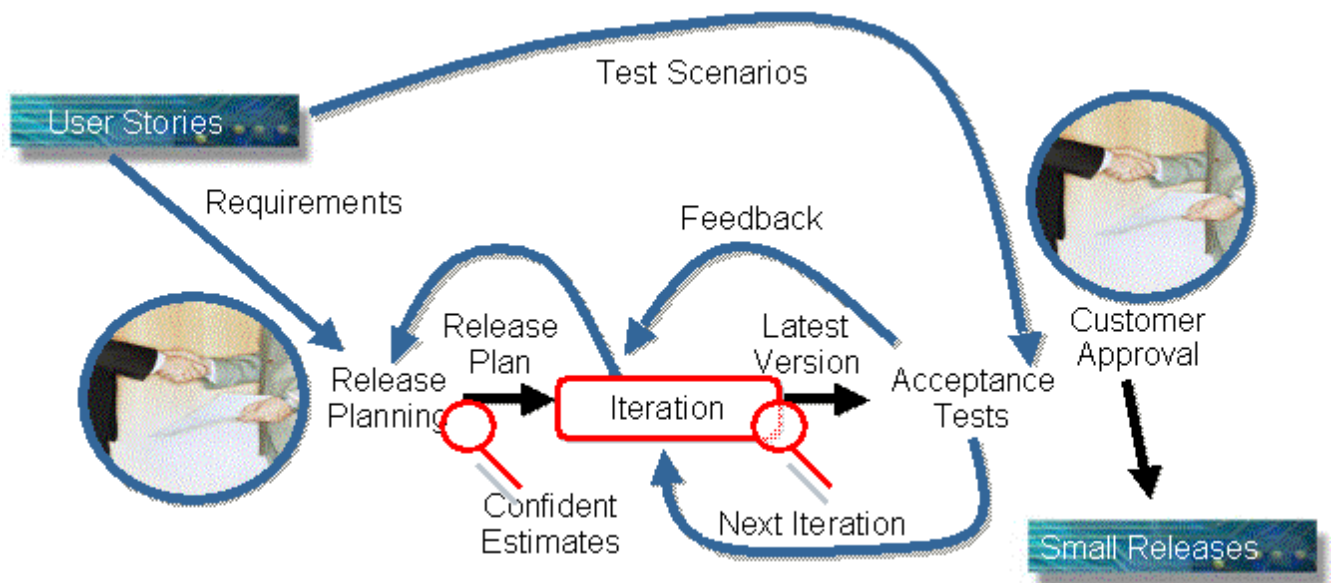 Test Scenarios
User Stories
Requirements
Feedback
Customer
Approval
Release
Plan
Latest
Version
Release
Planning
Iteration
Acceptance
Tests
Confident
Estimates
Next Iteration
Small Releases